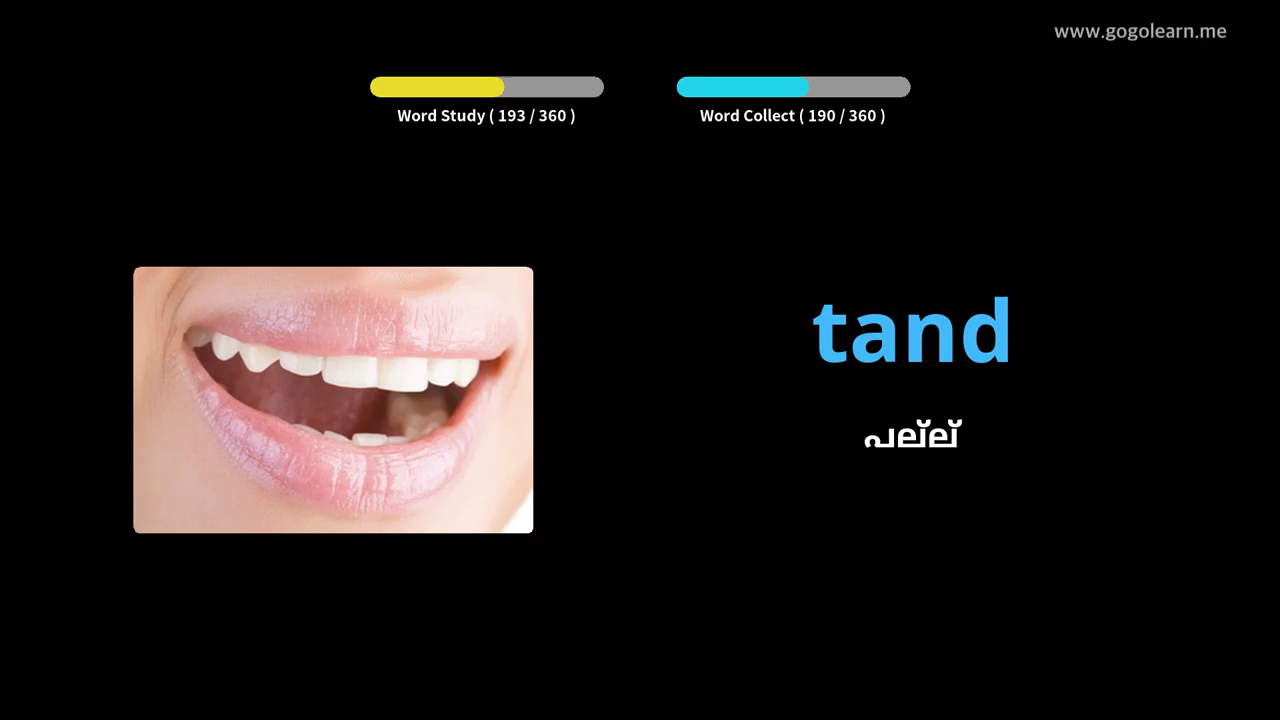 www.gogolearn.me
Word Study ( 193 / 360 )
Word Collect ( 190 / 360 )
tand
പല്ല്